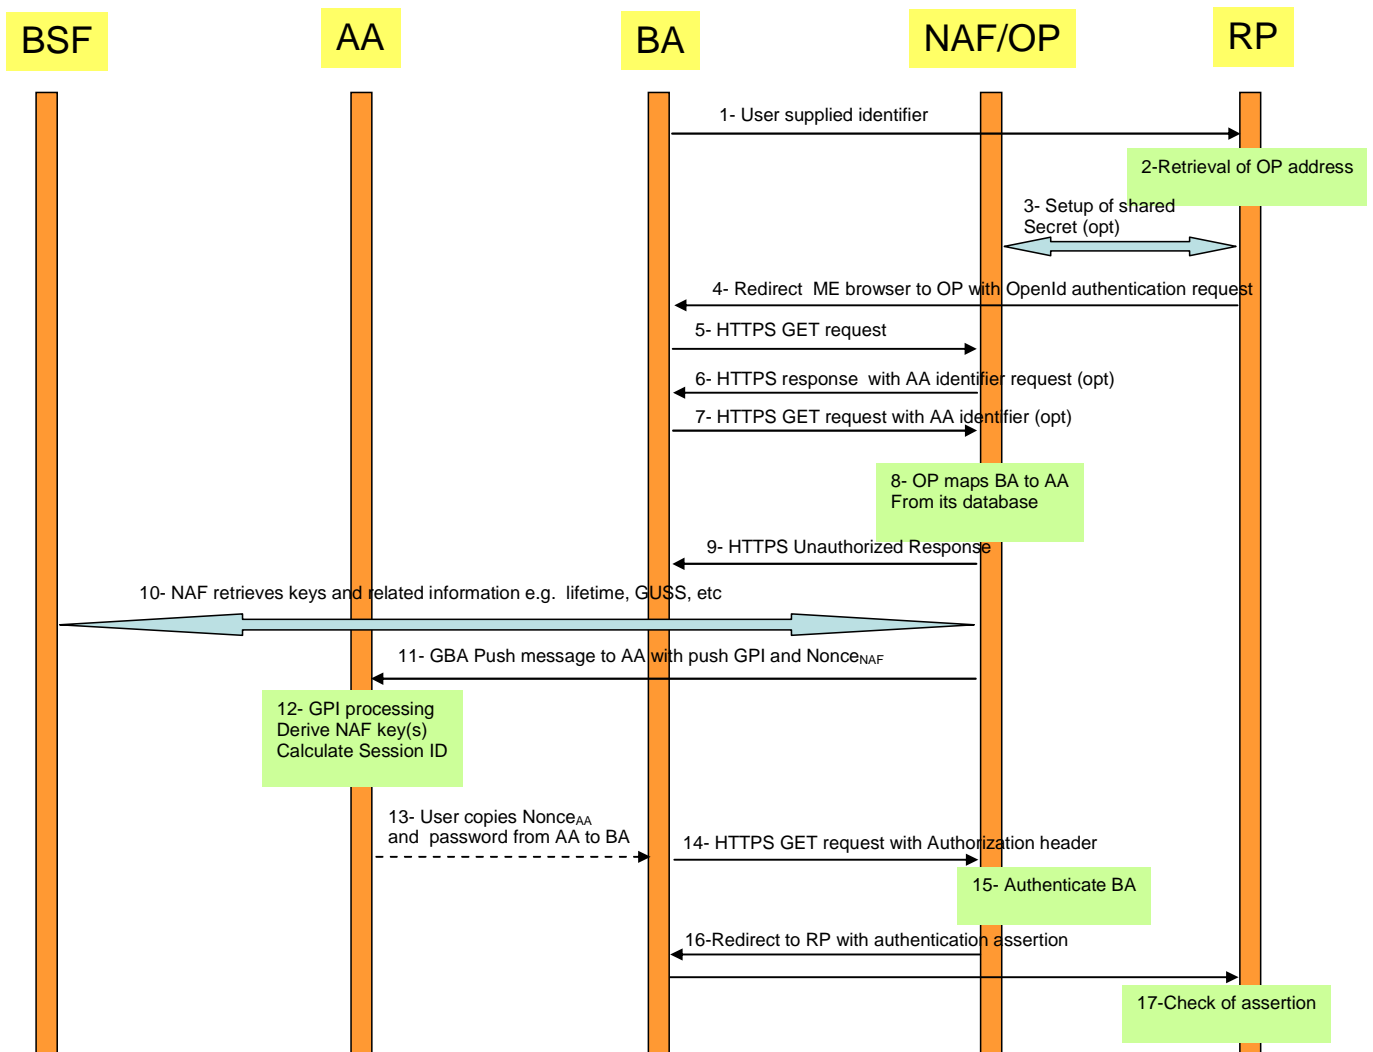 BSF
AA
BA
NAF/OP
RP
1- User supplied identifier
2-Retrieval of OP address
3- Setup of shared
Secret (opt)
4- Redirect  ME browser to OP with OpenId authentication request
5- HTTPS GET request
6- HTTPS response  with AA identifier request (opt)
7- HTTPS GET request with AA identifier (opt)
8- OP maps BA to AA
From its database
9- HTTPS Unauthorized Response
10- NAF retrieves keys and related information e.g.  lifetime, GUSS, etc
11- GBA Push message to AA with push GPI and NonceNAF
12- GPI processing
Derive NAF key(s)
Calculate Session ID
13- User copies NonceAA
and  password from AA to BA
14- HTTPS GET request with Authorization header
15- Authenticate BA
16-Redirect to RP with authentication assertion
17-Check of assertion